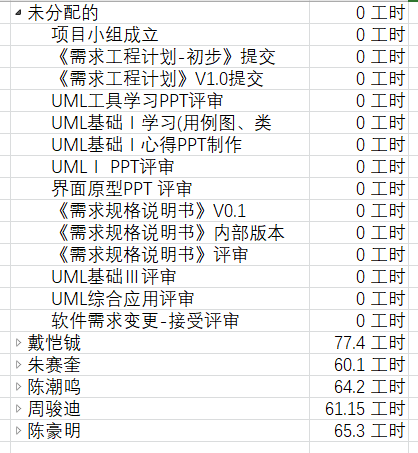 未分配的 0 工时
项目小组成立 0 工时
《需求工程计划-初步》提交 0 工时
《需求工程计划》V1.0提交 0 工时
UML工具学习PPT评审 0 工时
UML基础Ⅰ学习(用例图、类 0 工时
UML基础Ⅰ心得PPT制作 0 工时
UMLⅠ PPT评审 0 工时
界面原型PPT 评审 0 工时
《需求规格说明书》V0.1 0 工时
《需求规格说明书》内部版本 0 工时
《需求规格说明书》评审 0 工时
UML基础Ⅲ评审 0 工时
UML综合应用评审 0 工时
软件需求变更-接受评审 0 工时
戴恺铖 77.4 工时
朱赛奎 60.1 工时
陈潮鸣 64.2 工时
周骏迪 61.15 工时
陈豪明 65.3 工时